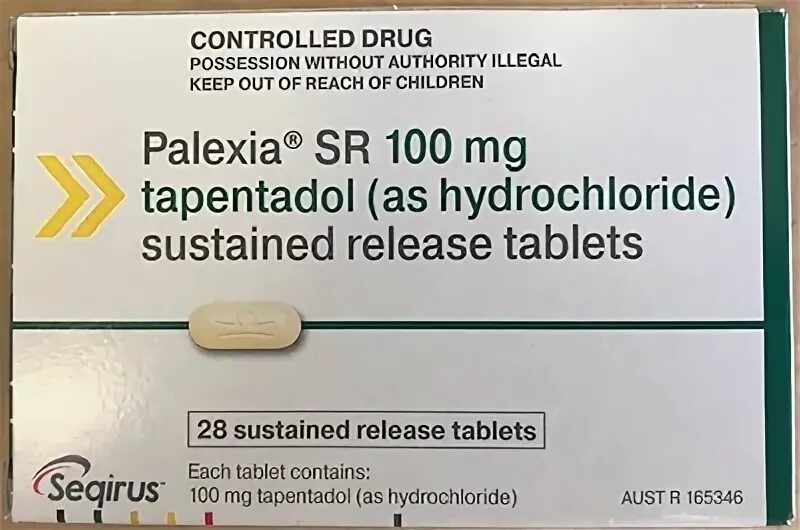 CONTROLLED DRUG
POSSESSION WITHOUT AUTHORITY ILLEGAL
KEEP OUT OF REACH OF CHILDREN
Palexia® SR 100 mg
tapentadol (as hydrochloride)
sustained release tablets
28 sustained release tablets
Each tablet contains:
100 mg tapentadol (as hydrochloride)
Seqirus™
AUST R 165346